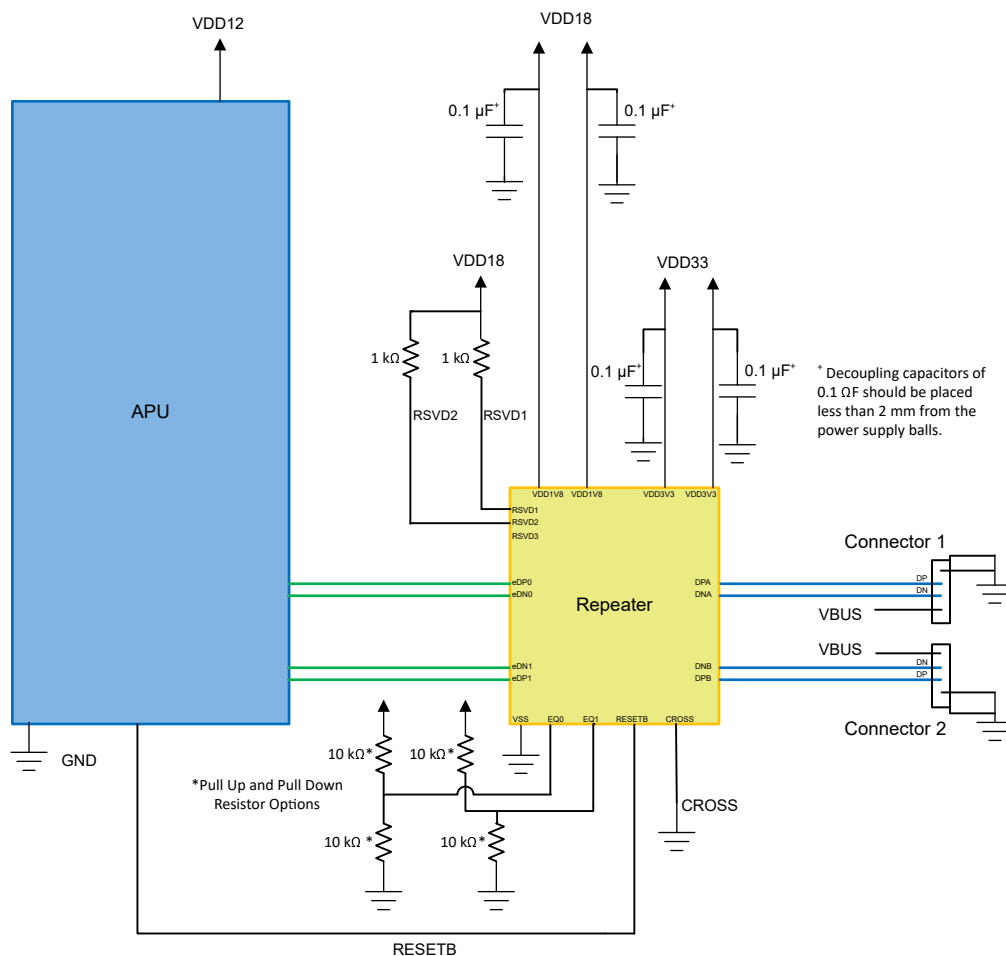 VDD12
VDD18
0.1 µF⁺
0.1 µF⁺
VDD18
VDD33
1 kΩ
1 kΩ
0.1 µF⁺
0.1 µF⁺
⁺ Decoupling capacitors of
0.1 ΩF should be placed
less than 2 mm from the
power supply balls.
APU
RSVD2
RSVD1
VDD1V8
VDD1V8
VDD3V3
VDD3V3
RSVD1
RSVD2
RSVD3
Connector 1
eDP0
eDN0
Repeater
DPA
DNA
DP
DN
VBUS
VBUS
eDN1
eDP1
DNB
DPB
DN
DP
Connector 2
VSS
EQ0
EQ1
RESETB
CROSS
GND
10 kΩ*
10 kΩ*
*Pull Up and Pull Down
Resistor Options
CROSS
10 kΩ*
10 kΩ*
RESETB